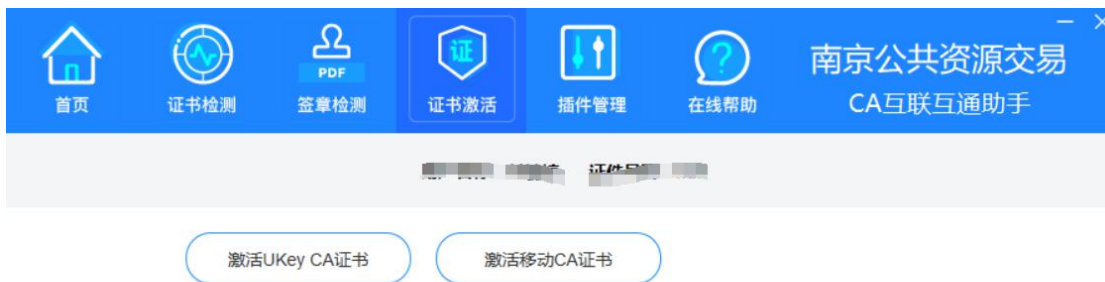 证
PDF
首页
证书检测
签章检测
证书激活
插件管理
在线帮助
南京公共资源交易
CA互联互通助手
激活UKey CA证书
激活移动CA证书